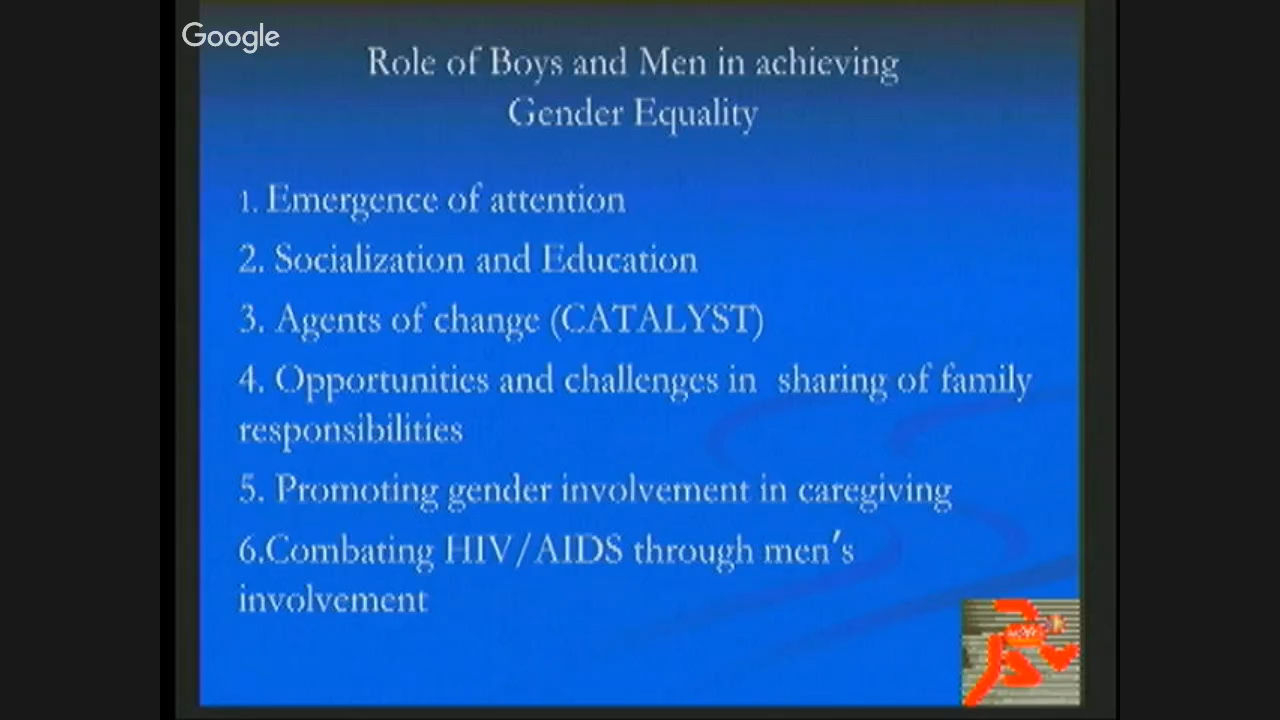 Google
Role of Boys and Men in achieving
Gender Equality
1. Emergence of attention
2. Socialization and Education
3. Agents of change (CATALYST)
4. Opportunities and challenges in sharing of family
responsibilities
5. Promoting gender involvement in caregiving
6.Combating HIV/AIDS through men's
involvement